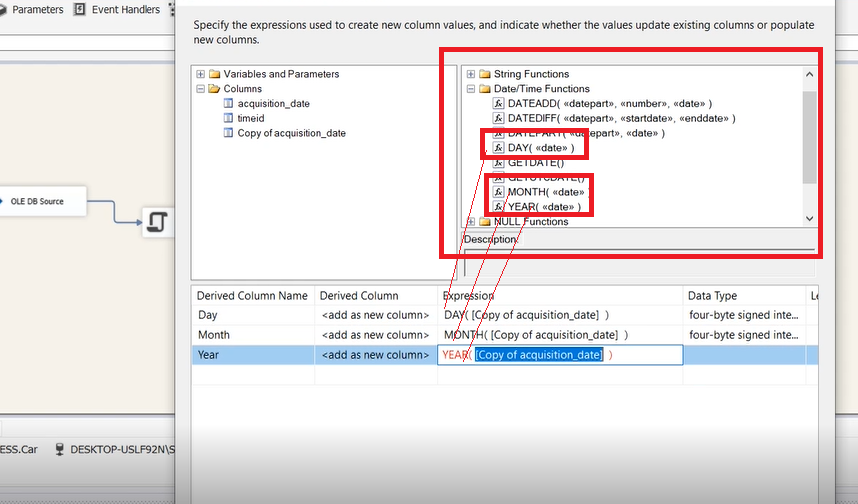 Parameters
Event Handlers
Specify the expressions used to create new column values, and indicate whether the values update existing columns or populate
new columns.
Variables and Parameters
Columns
acquisition_date
timeid
Copy of acquisition_date
String Functions
Date/Time Functions
DATEADD( «datepart», «number», «date» )
DATEDIFF( «datepart», «startdate», «enddate» )
DATEPART( «datepart», «date» )
DAY( «date» )
GETDATE()
GETUTCDATE()
MONTH( «date» )
YEAR( «date» )
NULL Functions
Description:
OLE DB Source
Derived Column Name Derived Column Expression Data Type Le
Day <add as new column> DAY( [Copy of acquisition_date] ) four-byte signed inte...
Month <add as new column> MONTH( [Copy of acquisition_date] ) four-byte signed inte...
Year <add as new column> YEAR( [Copy of acquisition_date] )
ESS.Car
DESKTOP-USLF92N\S